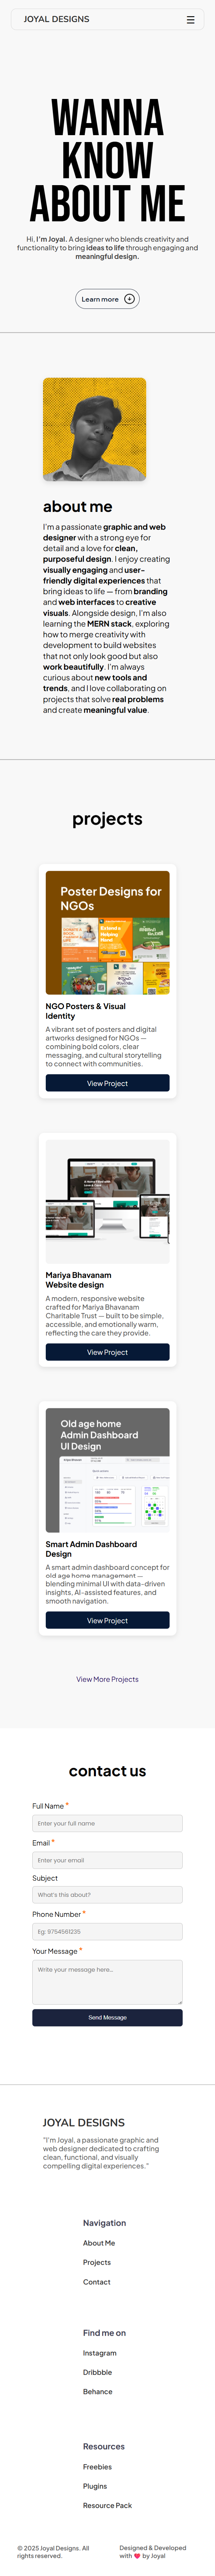 JOYAL DESIGNS
WANNA
KNOW
ABOUT ME
Hi, I'm Joyal. A designer who blends creativity and
functionality to bring ideas to life through engaging and
meaningful design.
Learn more
about me
I'm a passionate graphic and web
designer with a strong eye for
detail and a love for clean,
purposeful design. I enjoy creating
visually engaging and user-
friendly digital experiences that
bring ideas to life — from branding
and web interfaces to creative
visuals. Alongside design, I'm also
learning the MERN stack, exploring
how to merge creativity with
development to build websites
that not only look good but also
work beautifully. I'm always
curious about new tools and
trends, and I love collaborating on
projects that solve real problems
and create meaningful value.
projects
Poster Designs for
NGOs
NGO Posters & Visual
Identity
A vibrant set of posters and digital
artworks designed for NGOs —
combining bold colors, clear
messaging, and cultural storytelling
to connect with communities.
View Project
Mariya Bhavanam
Website design
A modern, responsive website
crafted for Mariya Bhavanam
Charitable Trust — built to be simple,
accessible, and emotionally warm,
reflecting the care they provide.
View Project
Old age home
Admin Dashboard
UI Design
Smart Admin Dashboard
Design
A smart admin dashboard concept for
old age home management —
blending minimal UI with data-driven
insights, AI-assisted features, and
smooth navigation.
View Project
View More Projects
contact us
Full Name *
Enter your full name
Email *
Enter your email
Subject
What's this about?
Phone Number *
Eg: 9754561235
Your Message *
Write your message here...
Send Message
JOYAL DESIGNS
"I'm Joyal, a passionate graphic and
web designer dedicated to crafting
clean, functional, and visually
compelling digital experiences."
Navigation
About Me
Projects
Contact
Find me on
Instagram
Dribbble
Behance
Resources
Freebies
Plugins
Resource Pack
© 2025 Joyal Designs. All
rights reserved.
Designed & Developed
with ❤️ by Joyal